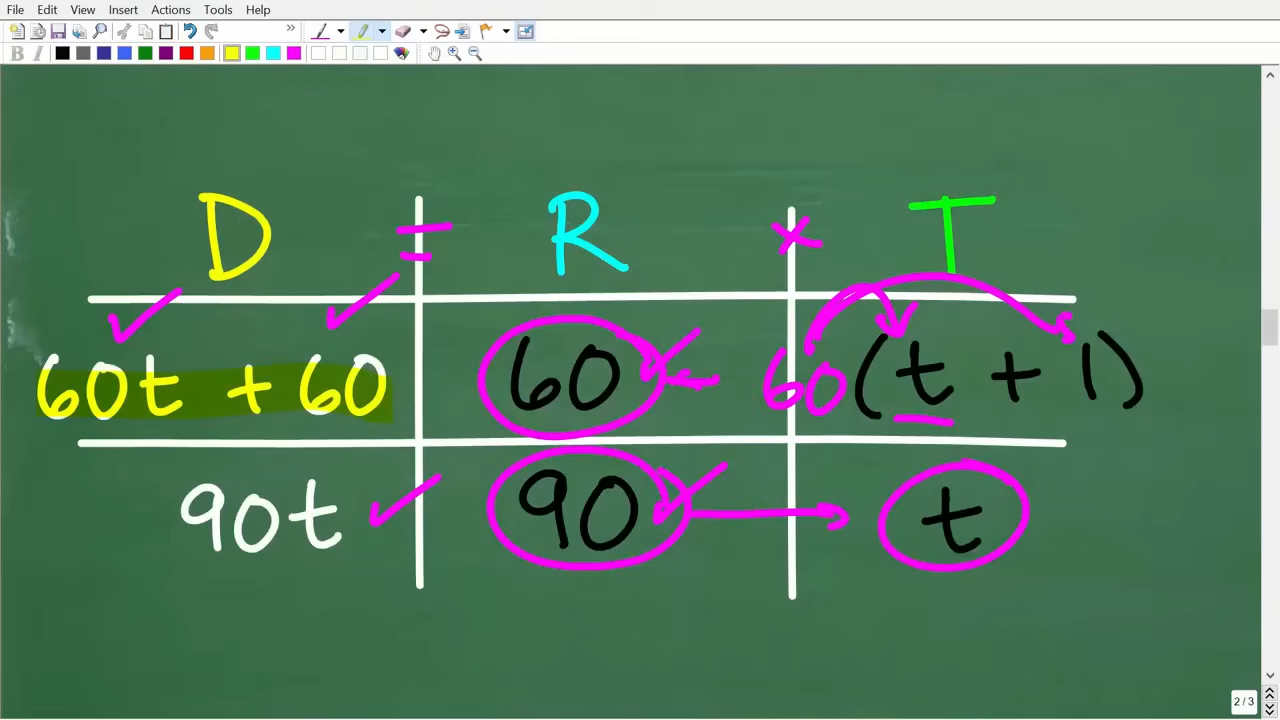 File Edit View Insert Actions Tools Help
B I
D = R × T
60t + 60 60 60(t + 1)
90t 90 t
2/3